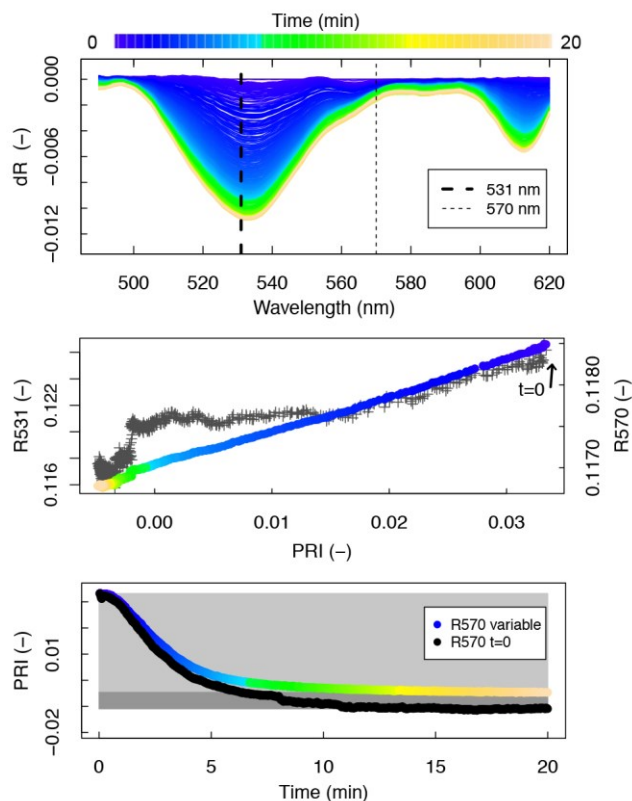 Time (min)
0 20
0.000
−0.006
−0.012
dR (−)
531 nm
570 nm
500 520 540 560 580 600 620
Wavelength (nm)
0.122
0.116
R531 (−)
t=0
0.1180
0.1170
R570 (−)
0.00 0.01 0.02 0.03
PRI (−)
0.01
−0.02
PRI (−)
R570 variable
R570 t=0
0 5 10 15 20
Time (min)